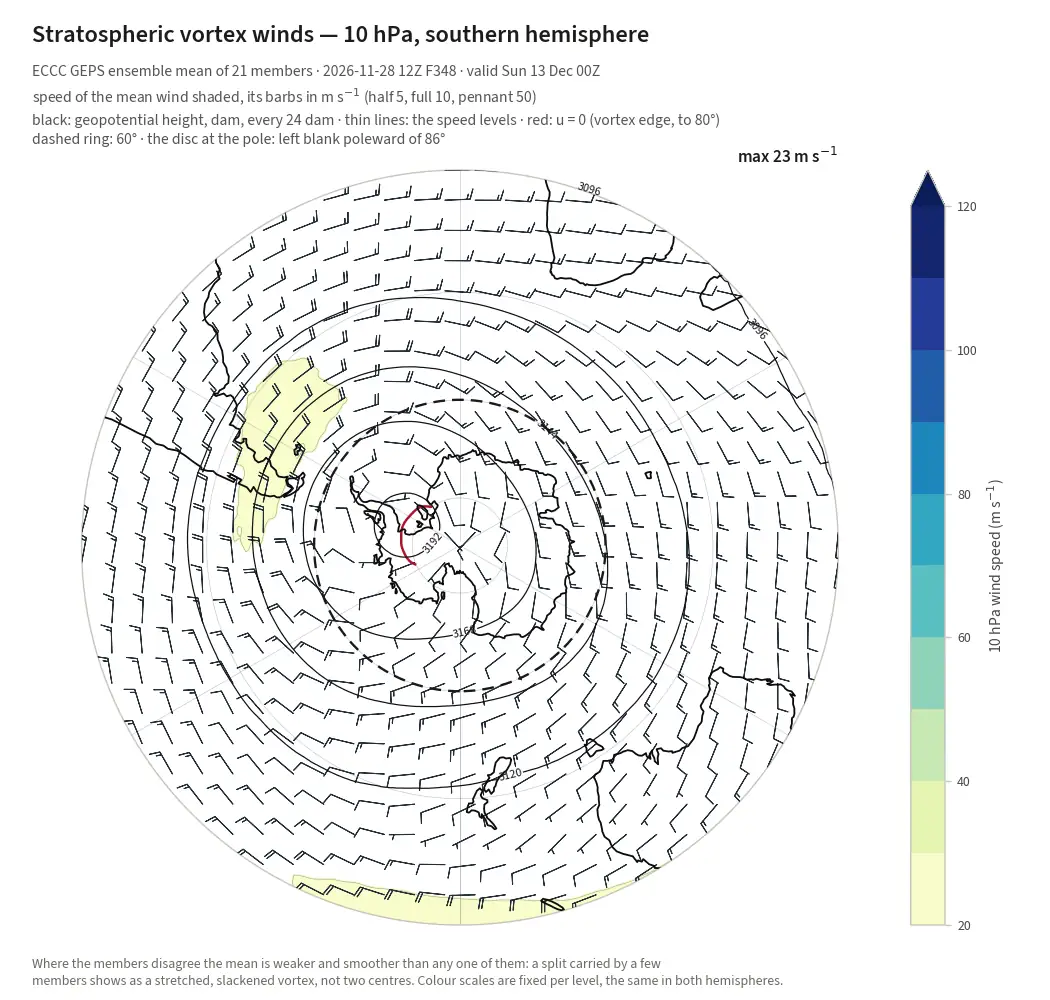 Stratospheric vortex winds — 10 hPa, southern hemisphere
ECCC GEPS ensemble mean of 21 members · 2026-11-28 12Z F348 · valid Sun 13 Dec 00Z
speed of the mean wind shaded, its barbs in m s⁻¹ (half 5, full 10, pennant 50)
black: geopotential height, dam, every 24 dam · thin lines: the speed levels · red: u = 0 (vortex edge, to 80°)
dashed ring: 60° · the disc at the pole: left blank poleward of 86°
max 23 m s⁻¹
3096
3096
3144
3192
3168
3120
120
100
80
60
40
20
10 hPa wind speed (m s⁻¹)
Where the members disagree the mean is weaker and smoother than any one of them: a split carried by a few
members shows as a stretched, slackened vortex, not two centres. Colour scales are fixed per level, the same in both hemispheres.